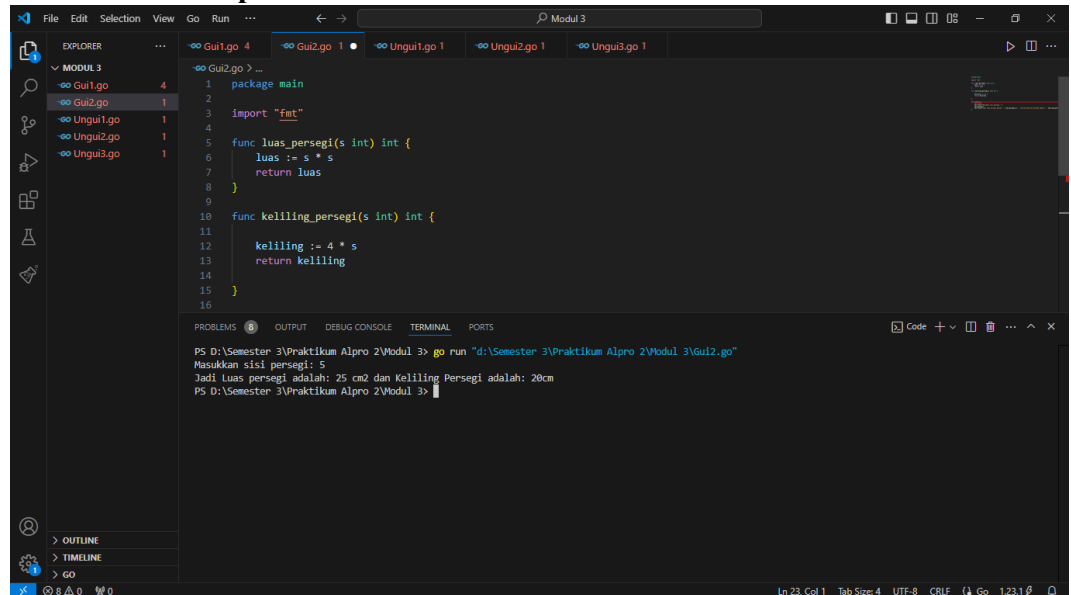 File Edit Selection View Go Run ··· Modul 3
EXPLORER ···
MODUL 3
Gui1.go 4
Gui2.go 1
Ungui1.go 1
Ungui2.go 1
Ungui3.go 1
OUTLINE
TIMELINE
GO
Gui1.go 4 Gui2.go 1 Ungui1.go 1 Ungui2.go 1 Ungui3.go 1
Gui2.go > ...
1 package main
2
3 import "fmt"
4
5 func luas_persegi(s int) int {
6 luas := s * s
7 return luas
8 }
9
10 func keliling_persegi(s int) int {
11
12 keliling := 4 * s
13 return keliling
14
15 }
16
PROBLEMS 8 OUTPUT DEBUG CONSOLE TERMINAL PORTS Code
PS D:\Semester 3\Praktikum Alpro 2\Modul 3> go run "d:\Semester 3\Praktikum Alpro 2\Modul 3\Gui2.go"
Masukkan sisi persegi: 5
Jadi Luas persegi adalah: 25 cm2 dan Keliling Persegi adalah: 20cm
PS D:\Semester 3\Praktikum Alpro 2\Modul 3>
8 0 0 Ln 23, Col 1 Tab Size: 4 UTF-8 CRLF Go 1.23.1